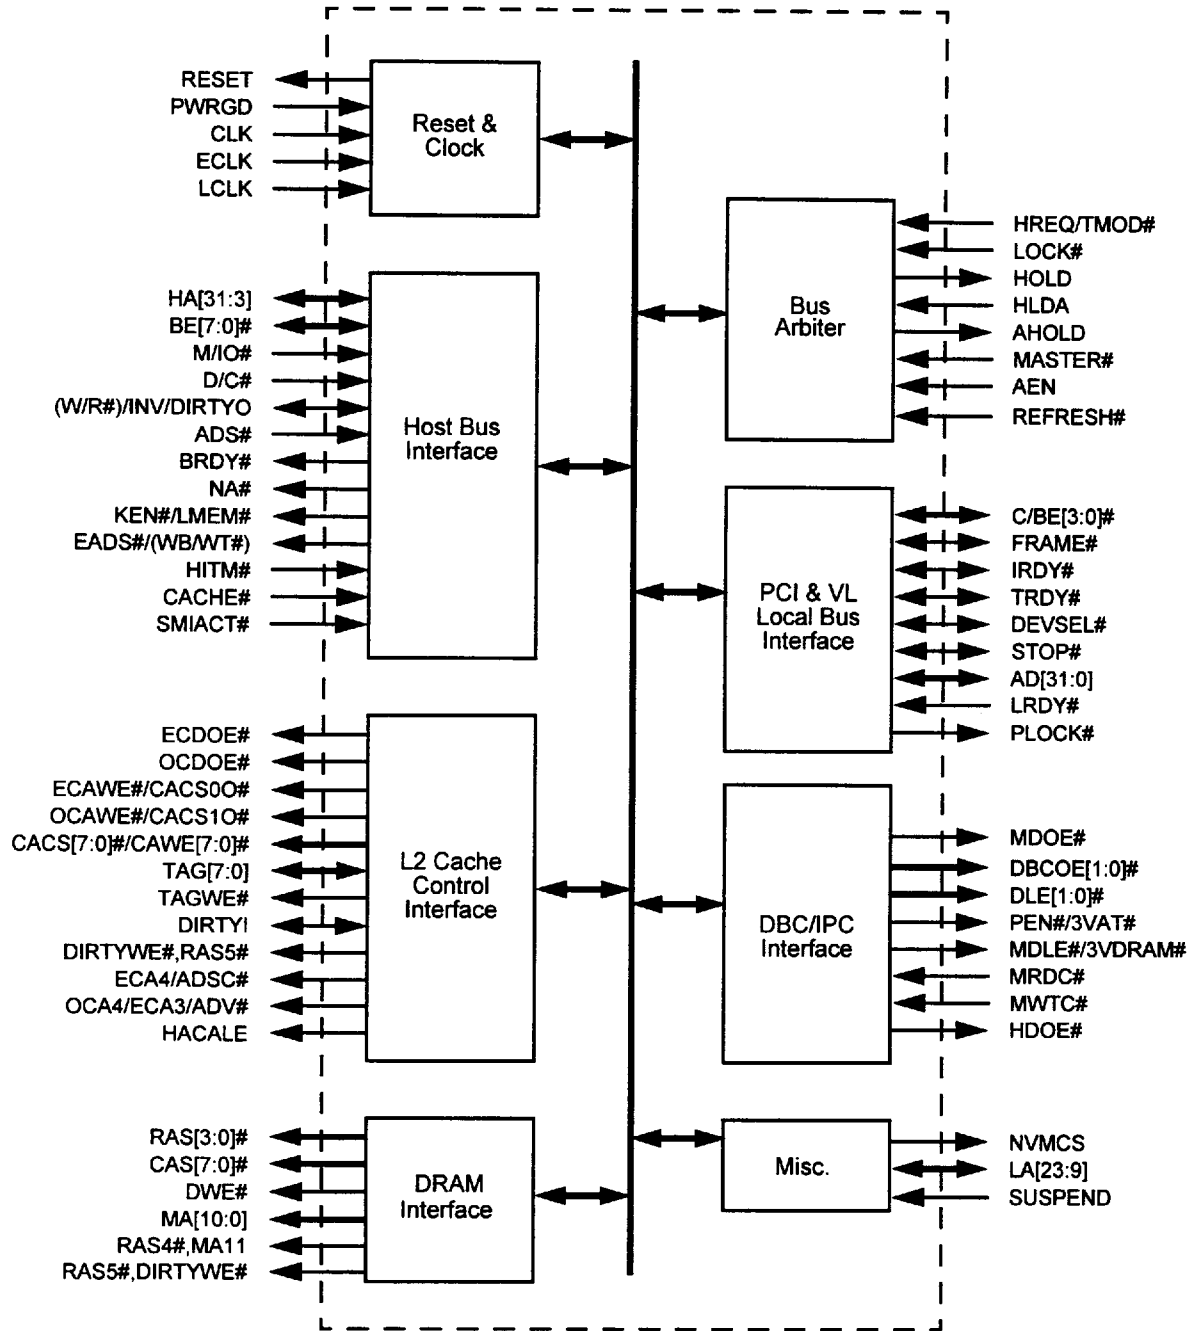 RESET
PWRGD
CLK
ECLK
LCLK
Reset &
Clock
HA[31:3]
BE[7:0]#
M/IO#
D/C#
(W/R#)/INV/DIRTYO
ADS#
BRDY#
NA#
KEN#/LMEM#
EADS#/(WB/WT#)
HITM#
CACHE#
SMIACT#
Host Bus
Interface
ECDOE#
OCDOE#
ECAWE#/CACS0O#
OCAWE#/CACS1O#
CACS[7:0]#/CAWE[7:0]#
TAG[7:0]
TAGWE#
DIRTYI
DIRTYWE#,RAS5#
ECA4/ADSC#
OCA4/ECA3/ADV#
HACALE
L2 Cache
Control
Interface
RAS[3:0]#
CAS[7:0]#
DWE#
MA[10:0]
RAS4#,MA11
RAS5#,DIRTYWE#
DRAM
Interface
Bus
Arbiter
HREQ/TMOD#
LOCK#
HOLD
HLDA
AHOLD
MASTER#
AEN
REFRESH#
PCI & VL
Local Bus
Interface
C/BE[3:0]#
FRAME#
IRDY#
TRDY#
DEVSEL#
STOP#
AD[31:0]
LRDY#
PLOCK#
DBC/IPC
Interface
MDOE#
DBCOE[1:0]#
DLE[1:0]#
PEN#/3VAT#
MDLE#/3VDRAM#
MRDC#
MWTC#
HDOE#
Misc.
NVMCS
LA[23:9]
SUSPEND